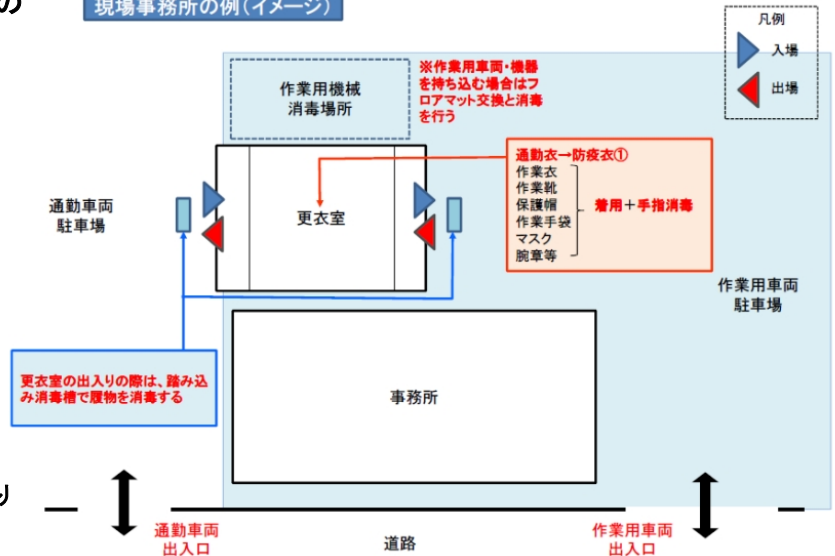 の
現場事務所の例(イメージ)
凡例
入場
出場
作業用機械
消毒場所
※作業用車両・機器
を持ち込む場合はフ
ロアマット交換と消毒
を行う
通勤衣→防疫衣①
作業衣
作業靴
保護帽
作業手袋
マスク
腕章等
着用+手指消毒
通勤車両
駐車場
更衣室
作業用車両
駐車場
更衣室の出入りの際は、踏み込
み消毒槽で履物を消毒する
事務所
り
通勤車両
出入口
道路
作業用車両
出入口